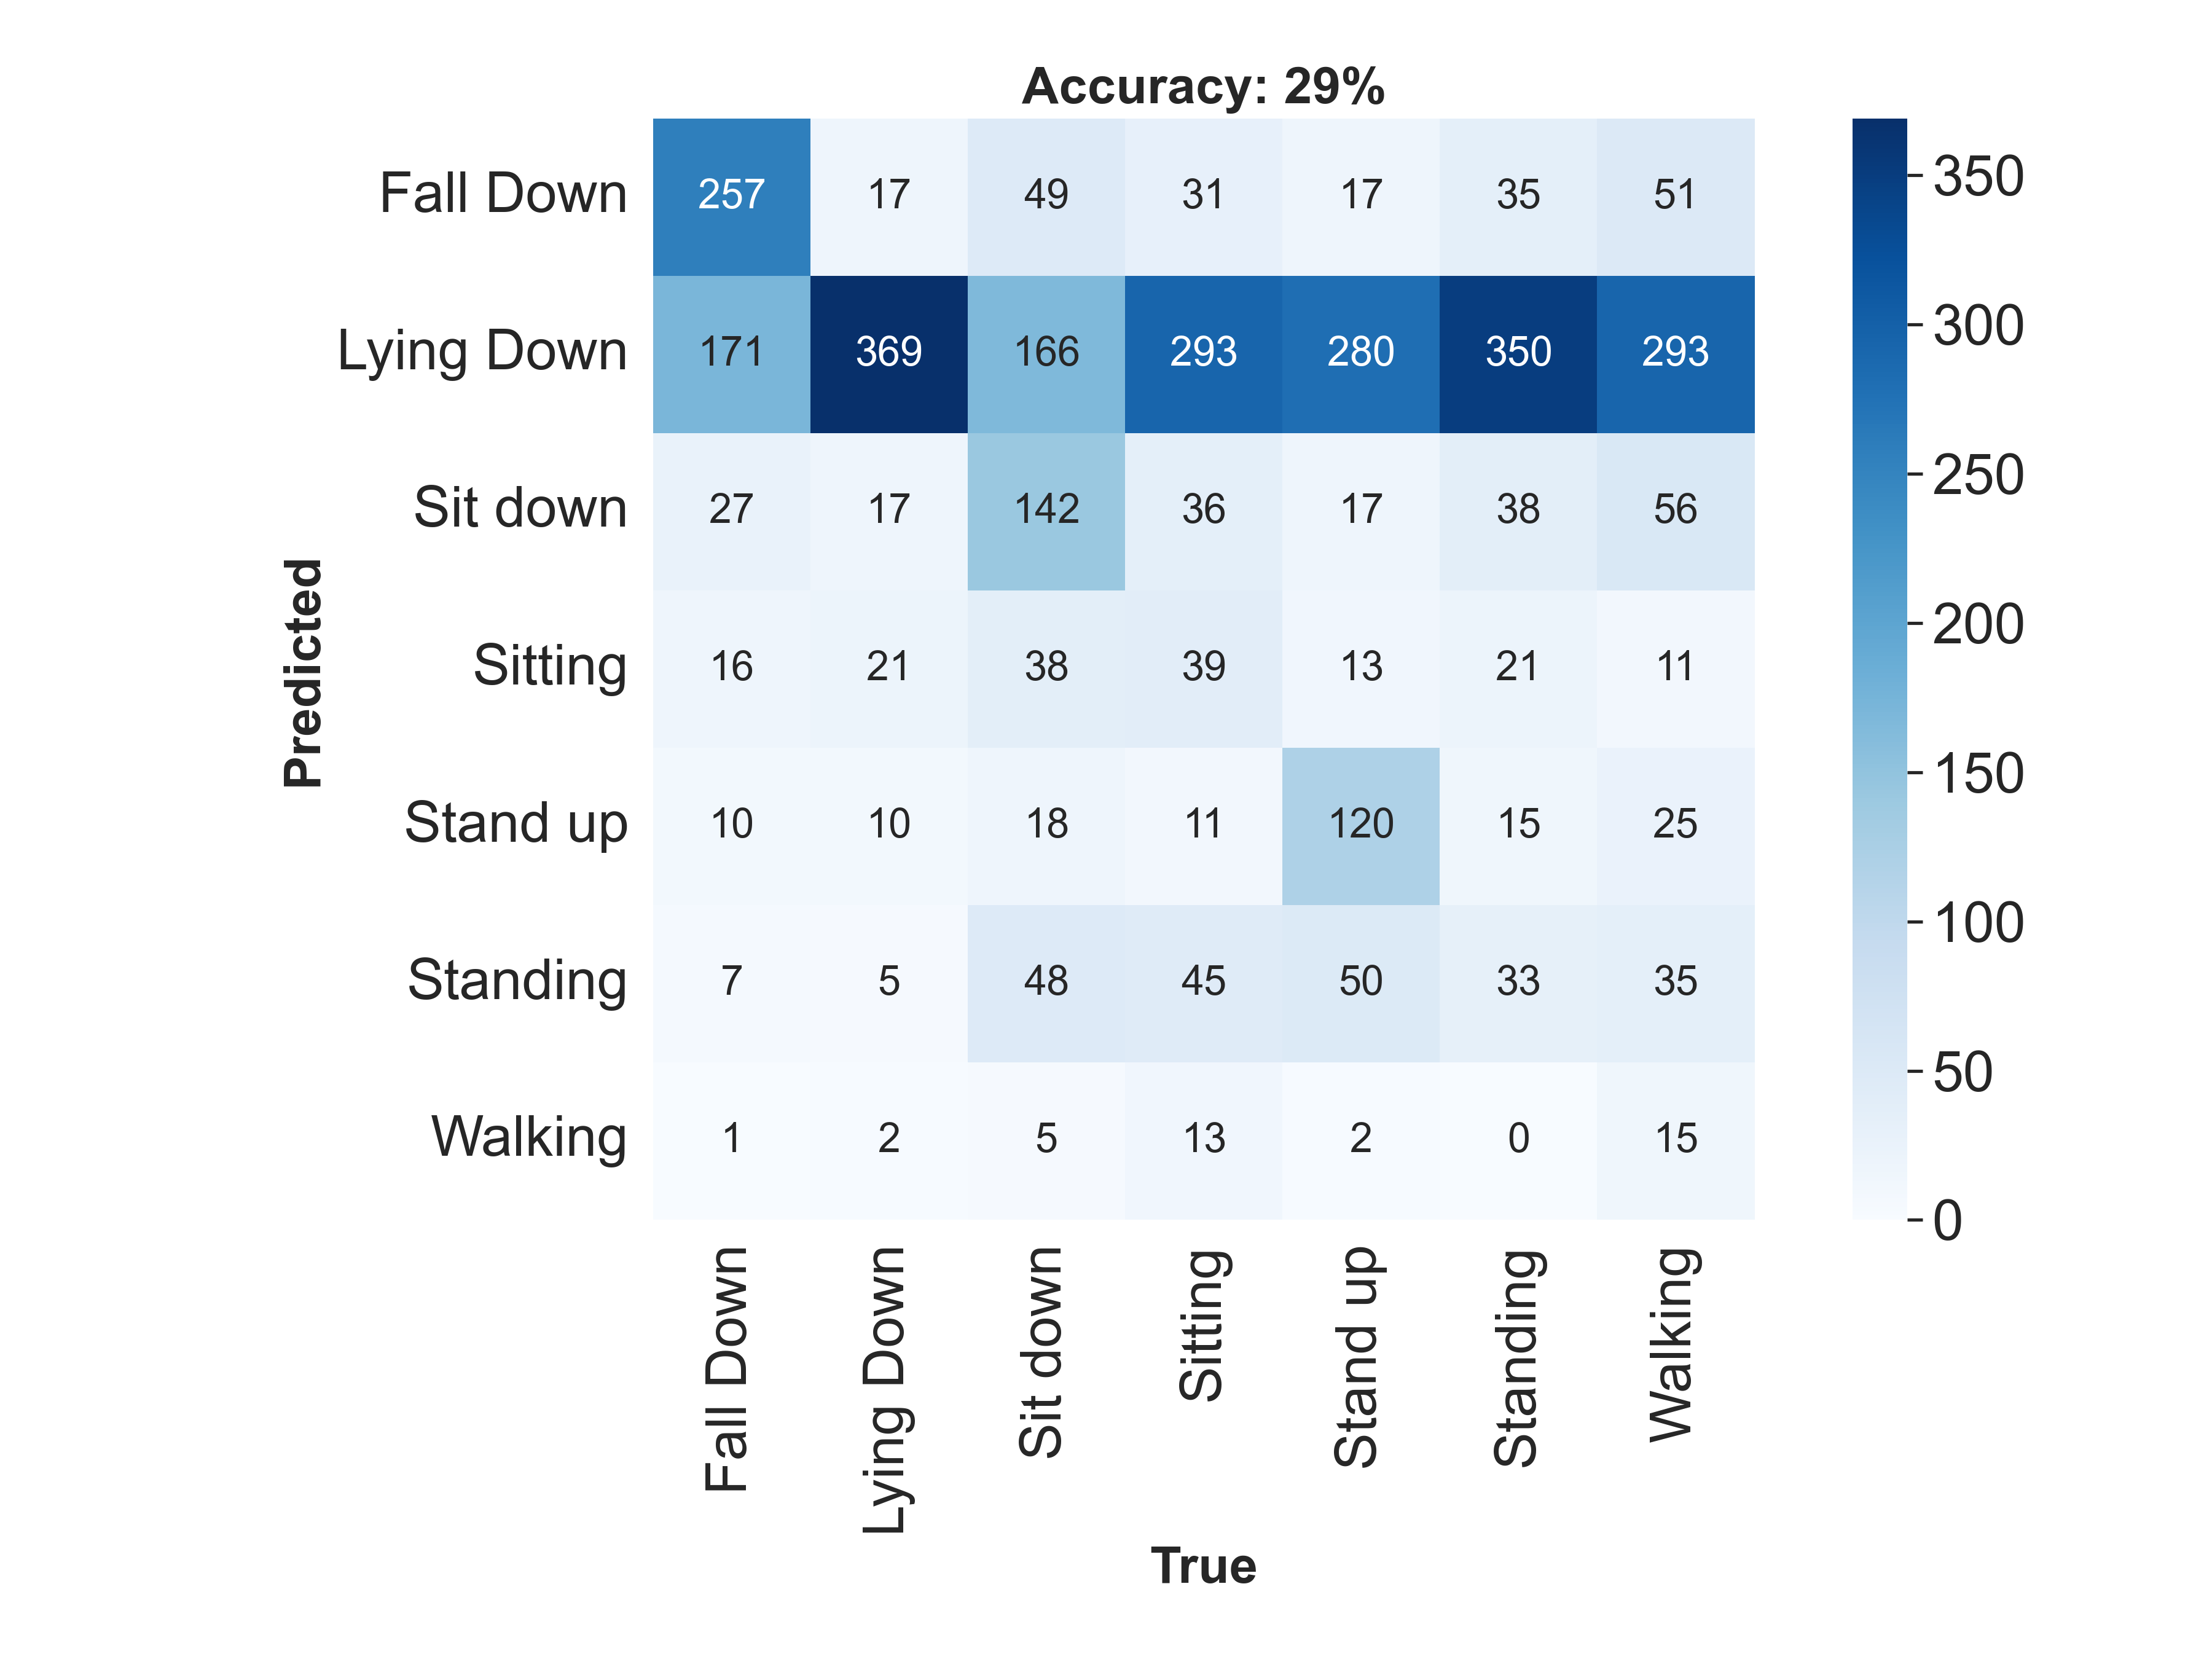 Accuracy: 29%
Fall Down 257 17 49 31 17 35 51
Lying Down 171 369 166 293 280 350 293
Sit down 27 17 142 36 17 38 56
Sitting 16 21 38 39 13 21 11
Stand up 10 10 18 11 120 15 25
Standing 7 5 48 45 50 33 35
Walking 1 2 5 13 2 0 15
Predicted
Fall Down
Lying Down
Sit down
Sitting
Stand up
Standing
Walking
True
350
300
250
200
150
100
50
0